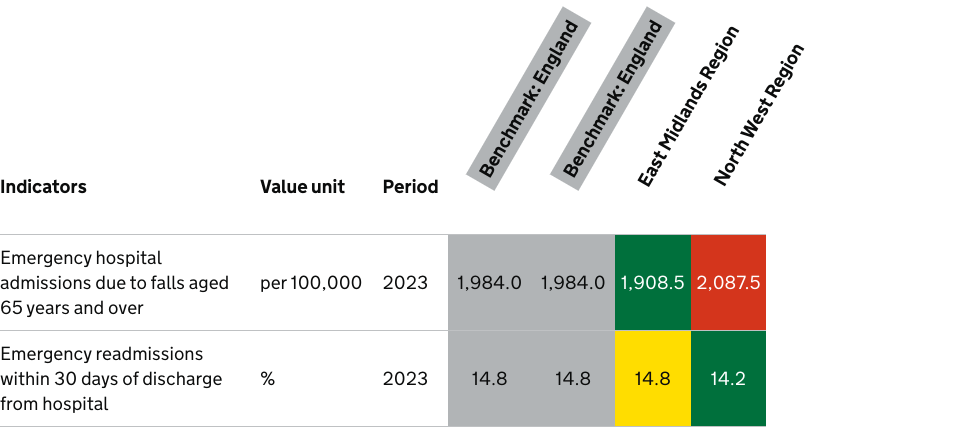 Benchmark: England
Benchmark: England
East Midlands Region
North West Region
Indicators Value unit Period
Emergency hospital
admissions due to falls aged per 100,000 2023 1,984.0 1,984.0 1,908.5 2,087.5
65 years and over
Emergency readmissions
within 30 days of discharge % 2023 14.8 14.8 14.8 14.2
from hospital